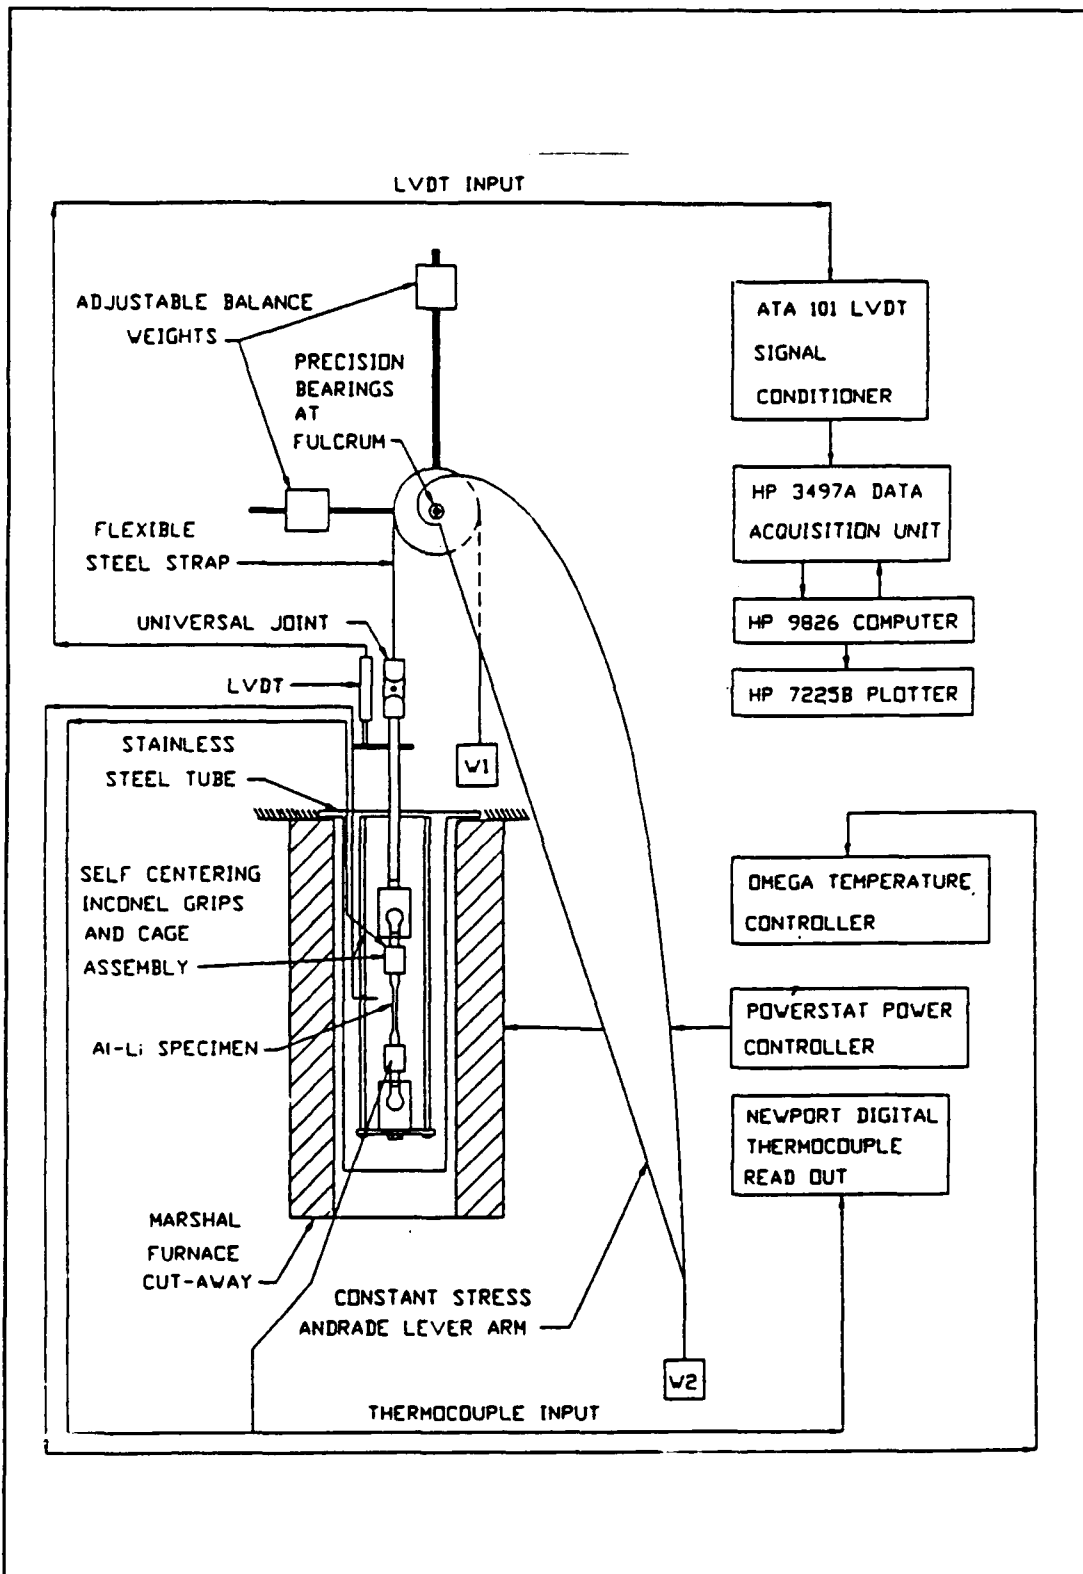 LVDT INPUT
ADJUSTABLE BALANCE
WEIGHTS
PRECISION
BEARINGS
AT
FULCRUM
FLEXIBLE
STEEL STRAP
UNIVERSAL JOINT
LVDT
STAINLESS
STEEL TUBE
W1
SELF CENTERING
INCONEL GRIPS
AND CAGE
ASSEMBLY
Al-Li SPECIMEN
MARSHAL
FURNACE
CUT-AWAY
CONSTANT STRESS
ANDRADE LEVER ARM
W2
THERMOCOUPLE INPUT
ATA 101 LVDT
SIGNAL
CONDITIONER
HP 3497A DATA
ACQUISITION UNIT
HP 9826 COMPUTER
HP 7225B PLOTTER
OMEGA TEMPERATURE
CONTROLLER
POWERSTAT POWER
CONTROLLER
NEWPORT DIGITAL
THERMOCOUPLE
READ OUT